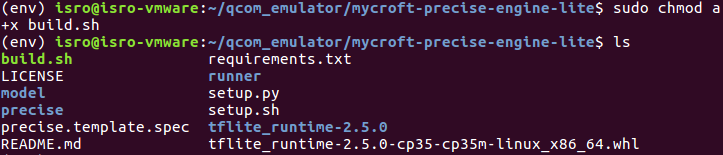 (env) isro@isro-vmware:~/qcom_emulator/mycroft-precise-engine-lite$ sudo chmod a
+x build.sh
(env) isro@isro-vmware:~/qcom_emulator/mycroft-precise-engine-lite$ ls
build.sh requirements.txt
LICENSE runner
model setup.py
precise setup.sh
precise.template.spec tflite_runtime-2.5.0
README.md tflite_runtime-2.5.0-cp35-cp35m-linux_x86_64.whl